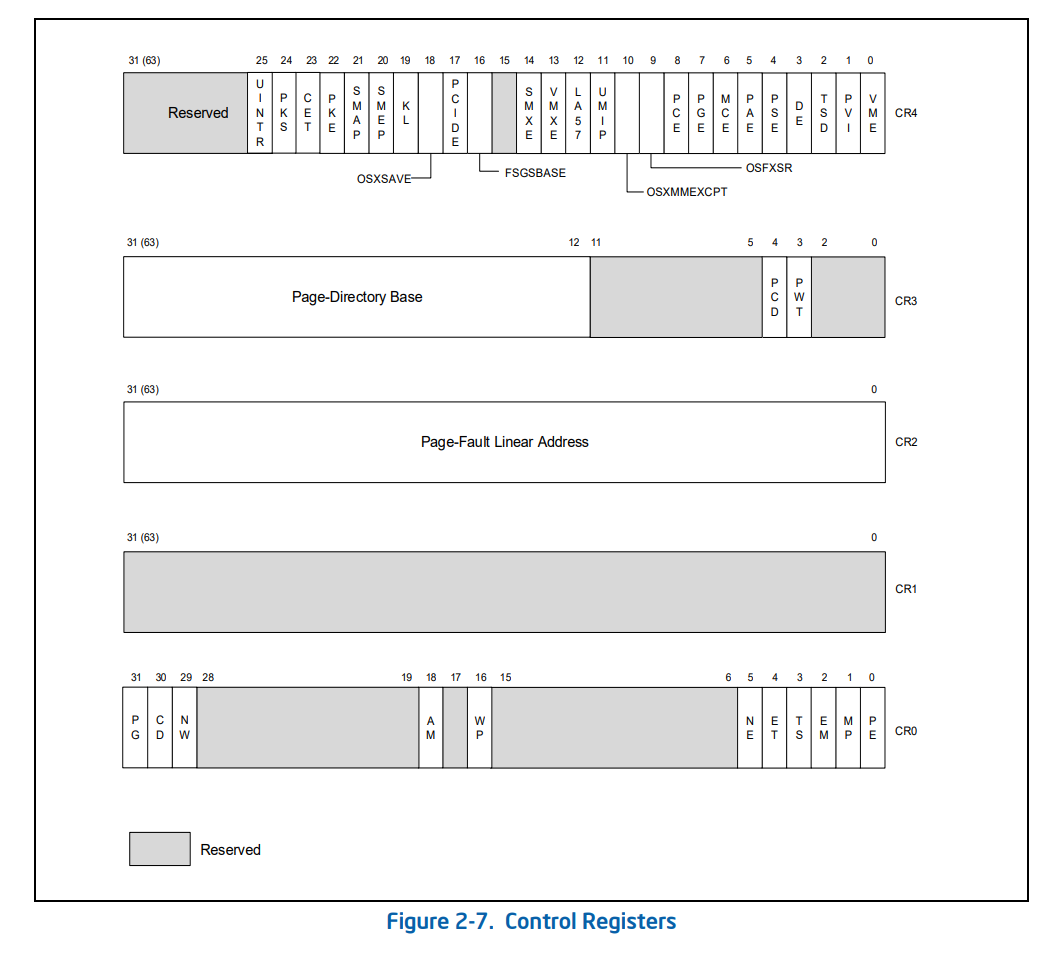 31 (63) 25 24 23 22 21 20 19 18 17 16 15 14 13 12 11 10 9 8 7 6 5 4 3 2 1 0
Reserved UINTR PKS CET PKE SMAP SMEP KL PCIDE SMXE VMXE LA57 UMIP PCE PGE MCE PAE PSE DE TSD PVI VME CR4
OSXSAVE FSGSBASE OSFXSR
OSXMMEXCPT
31 (63) 12 11 5 4 3 2 0
Page-Directory Base PCD PWT CR3
31 (63) 0
Page-Fault Linear Address CR2
31 (63) 0
CR1
31 30 29 28 19 18 17 16 15 6 5 4 3 2 1 0
PG CD NW AM WP NE ET TS EM MP PE CR0
Reserved
Figure 2-7. Control Registers